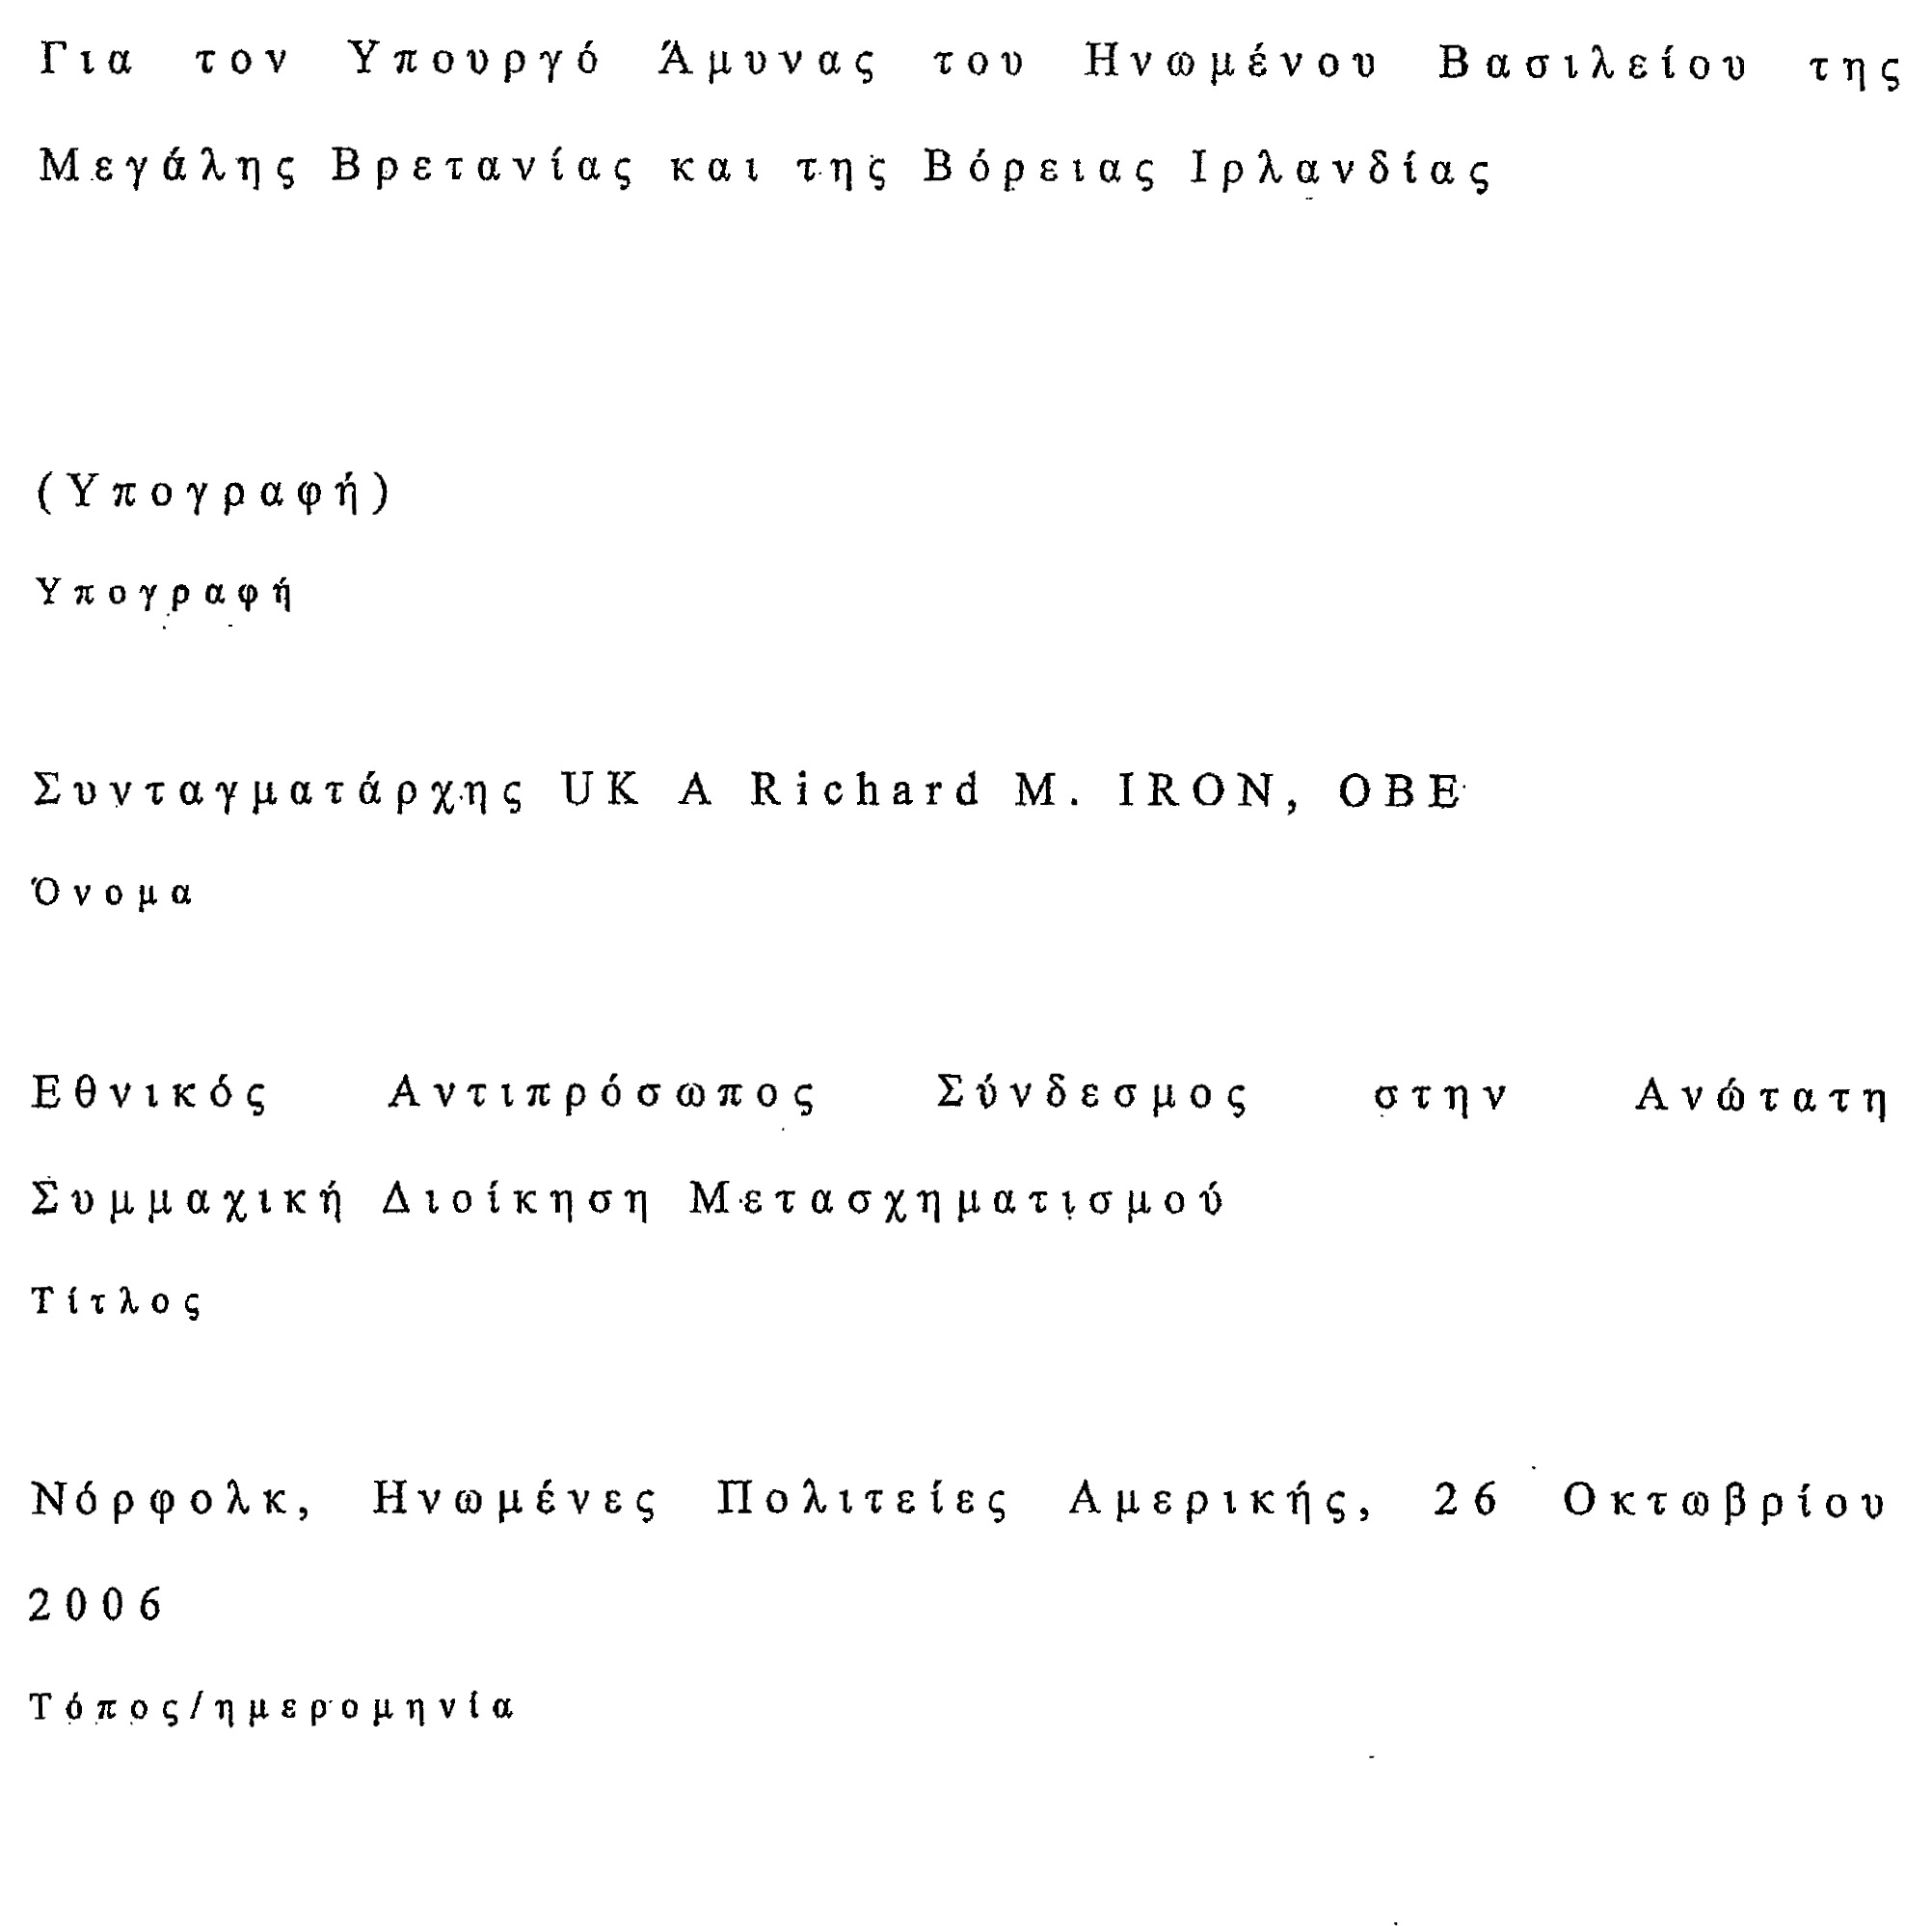 Για τον Υπουργό Άμυνας του Ηνωμένου Βασιλείου της
Μεγάλης Βρετανίας και της Βόρειας Ιρλανδίας
(Υπογραφή)
Υπογραφή
Συνταγματάρχης UK A Richard M. IRON, OBE
Όνομα
Εθνικός Αντιπρόσωπος Σύνδεσμος στην Ανώτατη
Συμμαχική Διοίκηση Μετασχηματισμού
Τίτλος
Νόρφολκ, Ηνωμένες Πολιτείες Αμερικής, 26 Οκτωβρίου
2006
Τόπος/ημερομηνία